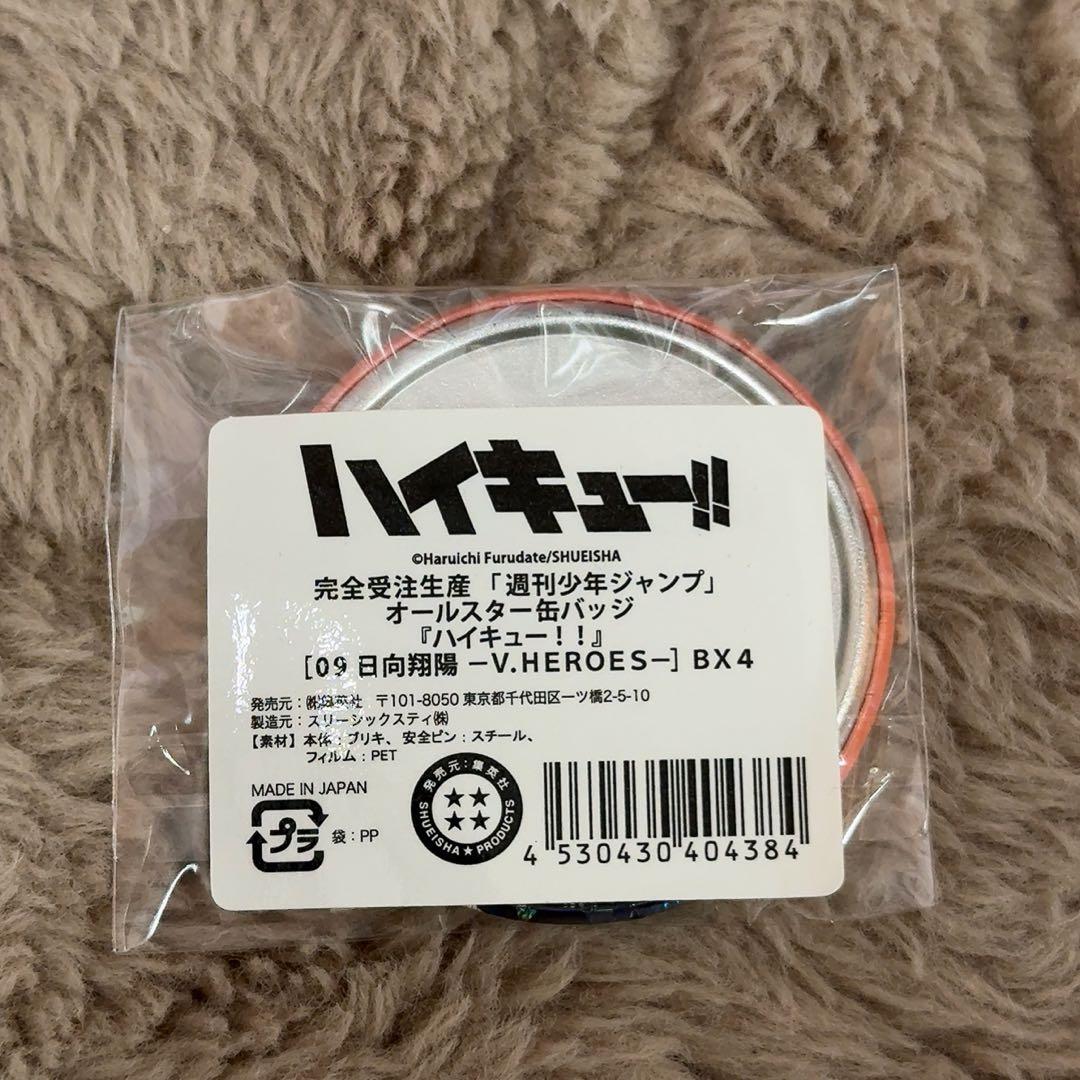 ハイキュー!!
©Haruichi Furudate/SHUEISHA
完全受注生産 「週刊少年ジャンプ」
オールスター缶バッジ
『ハイキュー！！』
[09 日向翔陽 −V.HEROES−] BX4
発売元：㈱集英社 〒101-8050 東京都千代田区一ツ橋2-5-10
製造元：スリーシックスティ㈱
【素材】本体：ブリキ、安全ピン：スチール、
フィルム：PET
MADE IN JAPAN
プラ
袋：PP
発売元：集英社
SHUEISHA★PRODUCTS
4 530430 404384